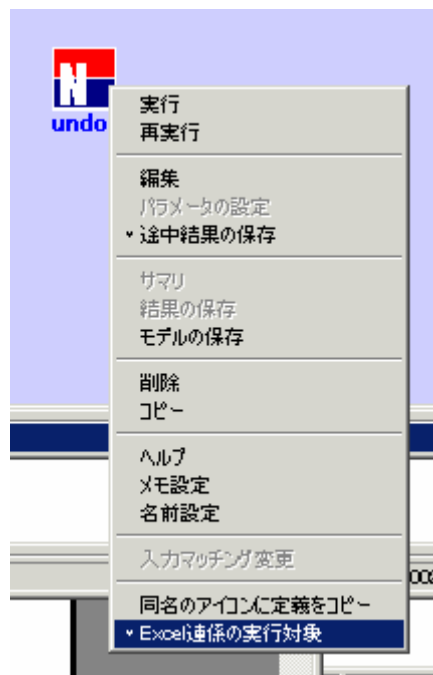 N
undo
実行
再実行
編集
パラメータの設定
途中結果の保存
サマリ
結果の保存
モデルの保存
削除
コピー
ヘルプ
メモ設定
名前設定
入力マッチング変更
同名のアイコンに定義をコピー
Excel連係の実行対象